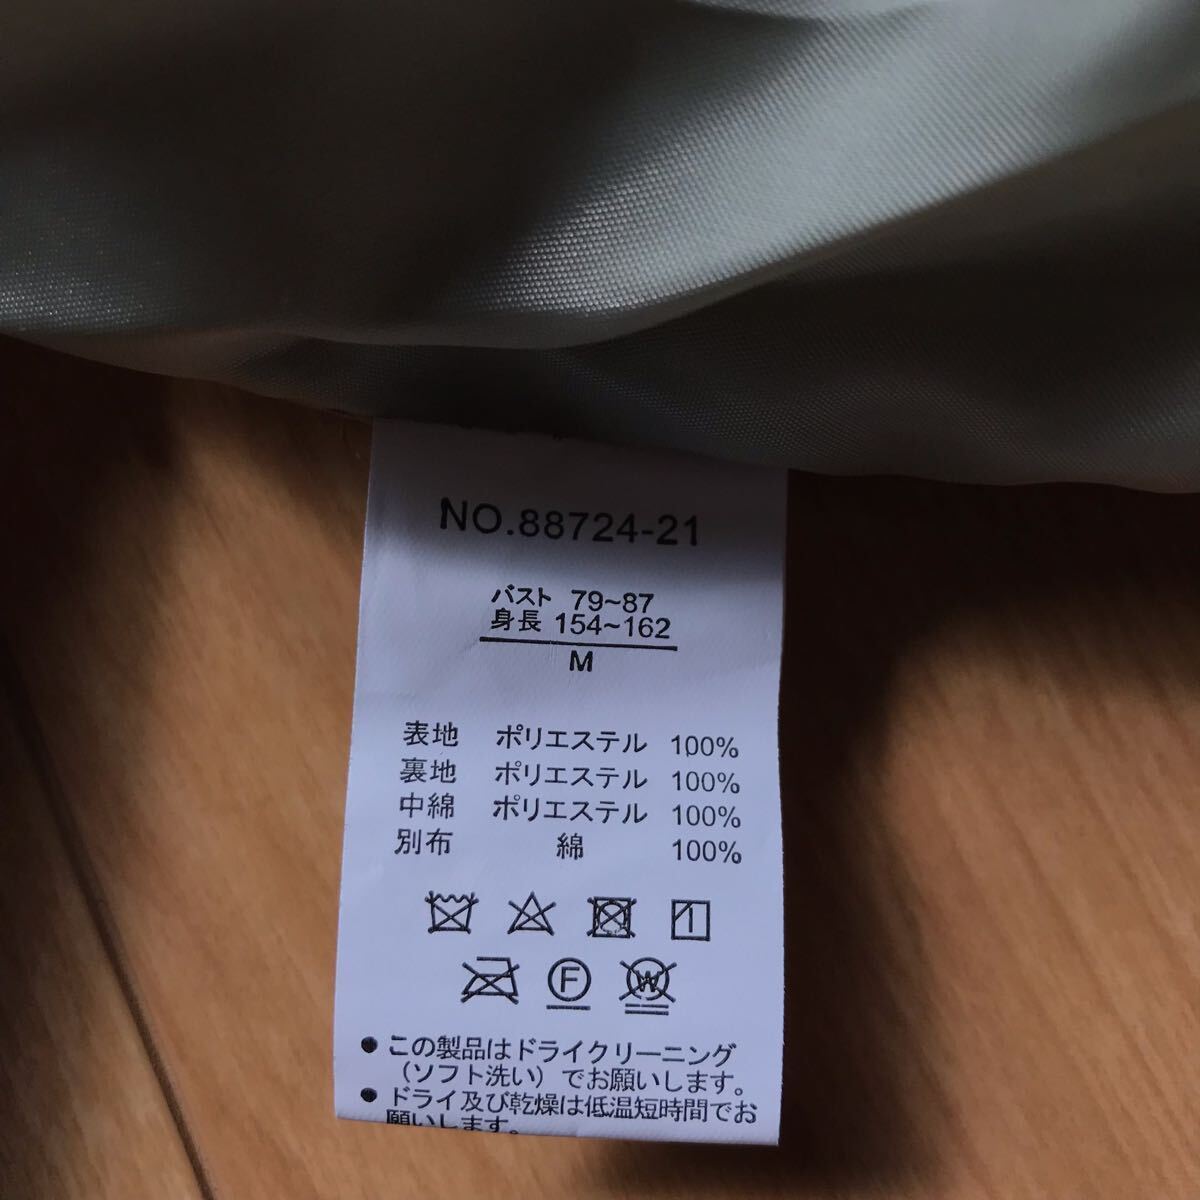 NO.88724-21
バスト 79~87
身長 154~162
M
表地 ポリエステル 100%
裏地 ポリエステル 100%
中綿 ポリエステル 100%
別布 綿 100%
F W
● この製品はドライクリーニング
（ソフト洗い）でお願いします。
● ドライ及び乾燥は低温短時間でお
願いします。